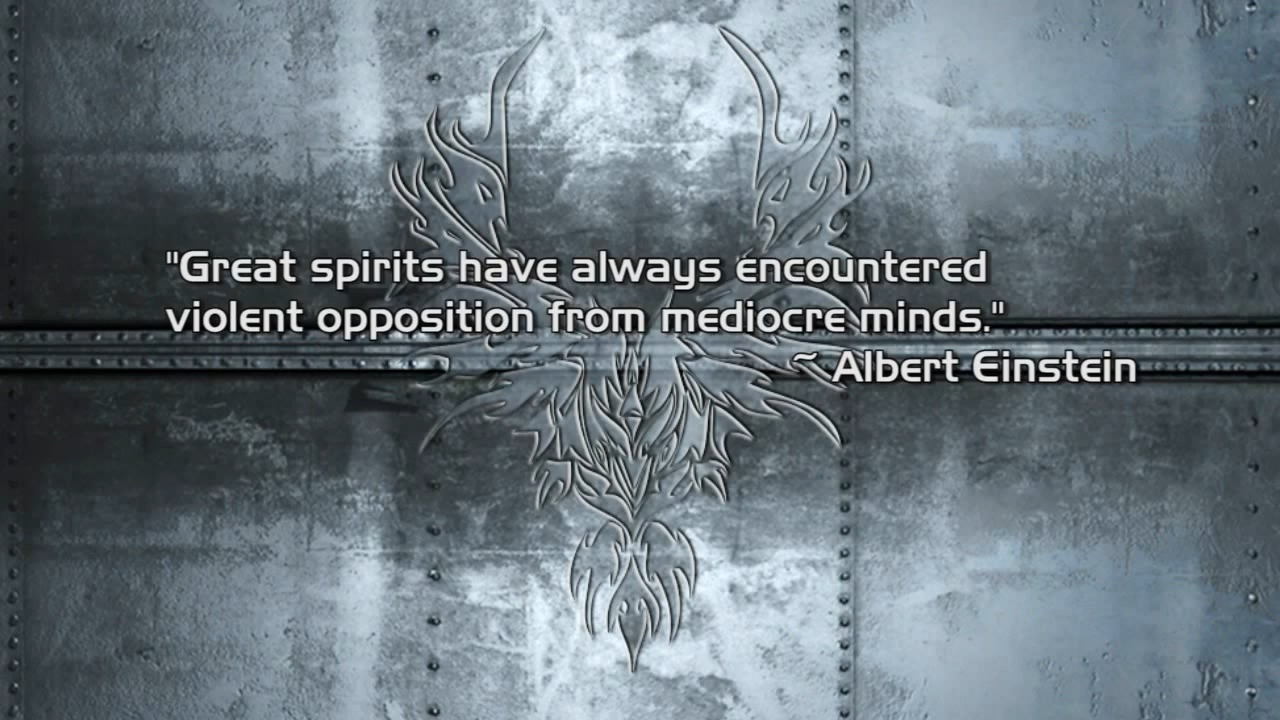 "Great spirits have always encountered
violent opposition from mediocre minds."
~ Albert Einstein